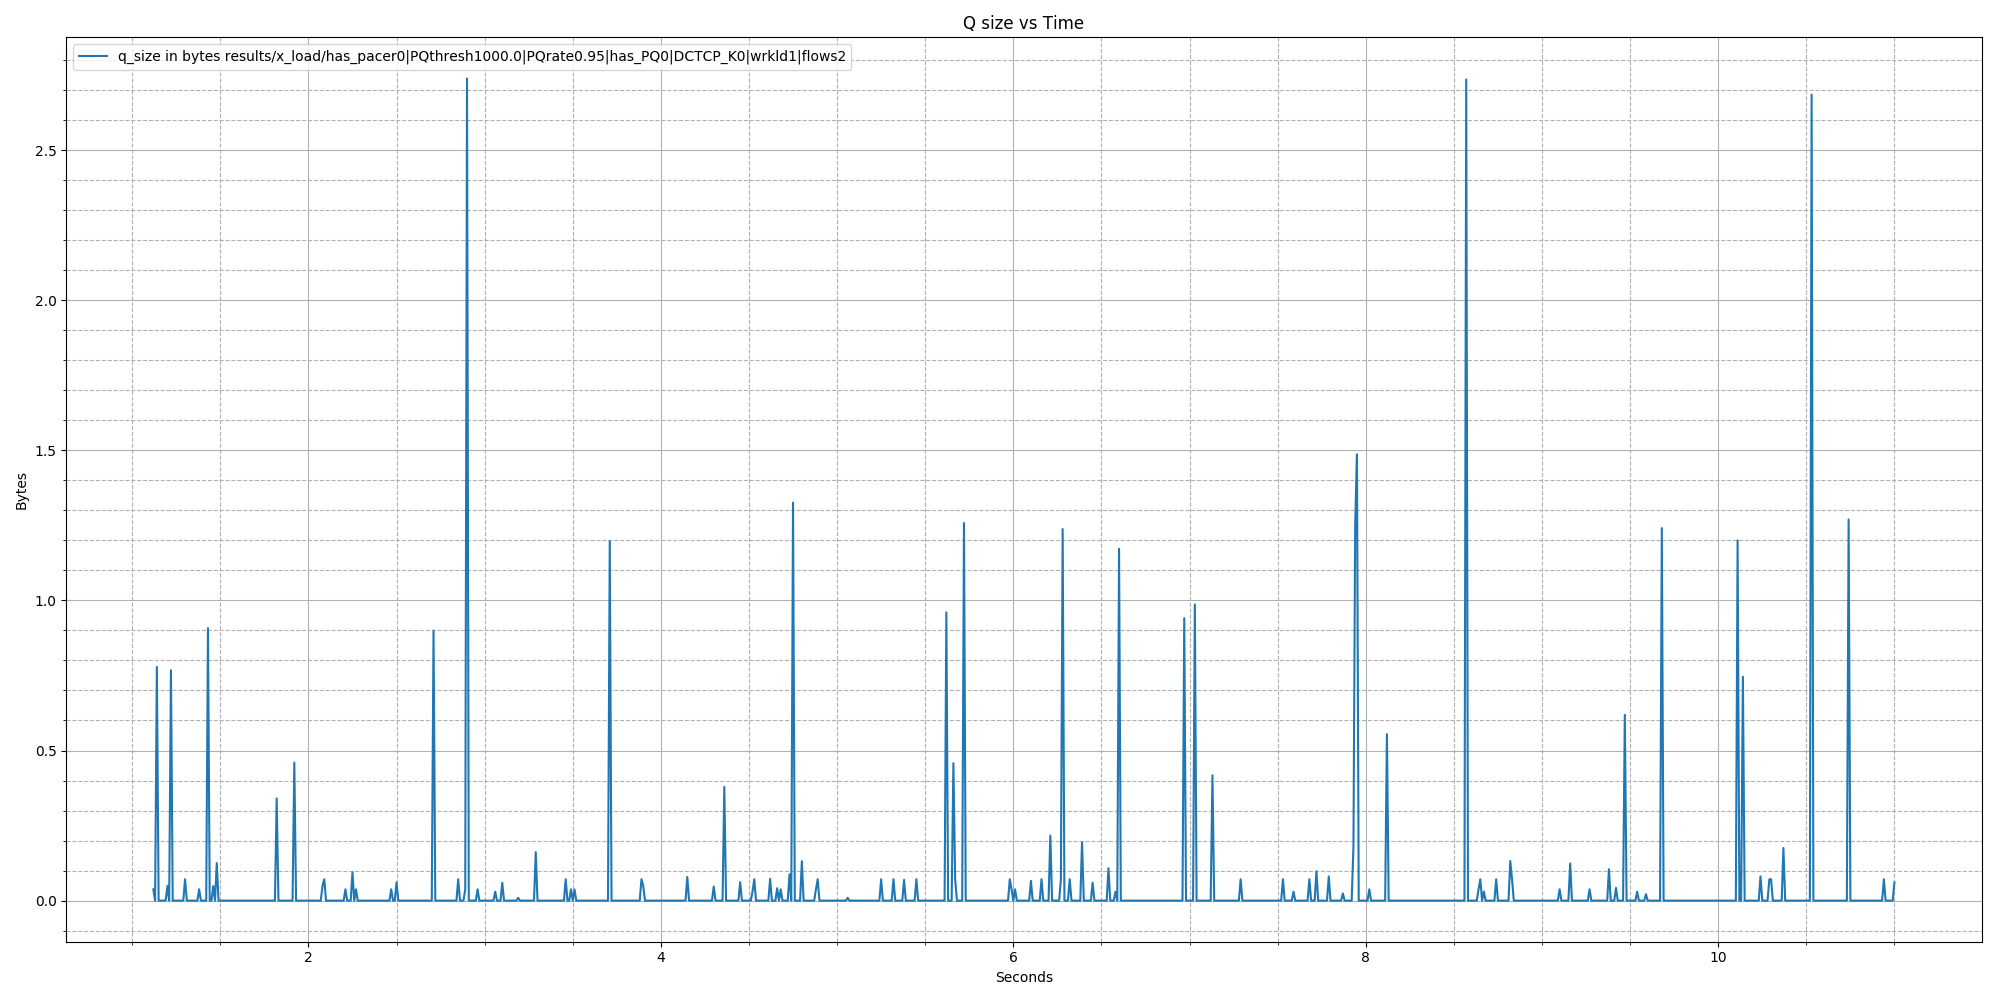 Q size vs Time
q_size in bytes results/x_load/has_pacer0|PQthresh1000.0|PQrate0.95|has_PQ0|DCTCP_K0|wrkld1|flows2
2.5
2.0
1.5
1.0
0.5
0.0
Bytes
2 4 6 8 10
Seconds